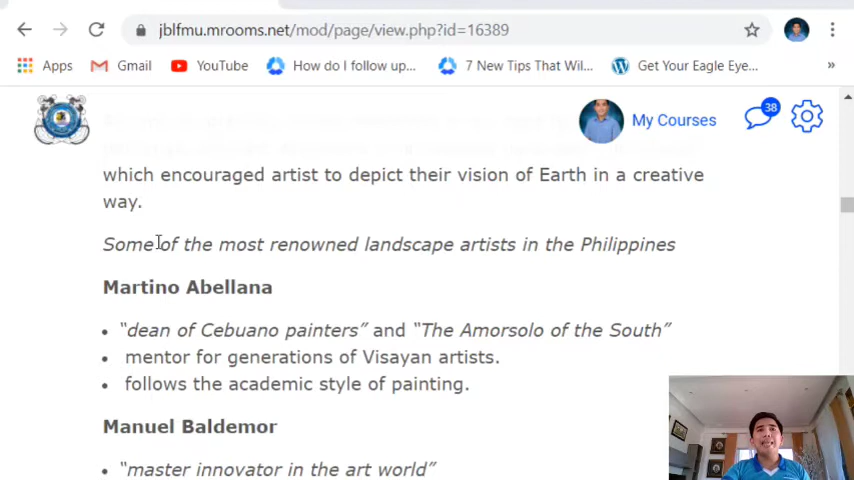 jblfmu.mrooms.net/mod/page/view.php?id=16389
Apps Gmail YouTube How do I follow up... 7 New Tips That Wil... Get Your Eagle Eye... »
My Courses 38
which encouraged artist to depict their vision of Earth in a creative
way.
Some of the most renowned landscape artists in the Philippines
Martino Abellana
• “dean of Cebuano painters” and “The Amorsolo of the South”
• mentor for generations of Visayan artists.
• follows the academic style of painting.
Manuel Baldemor
• “master innovator in the art world”